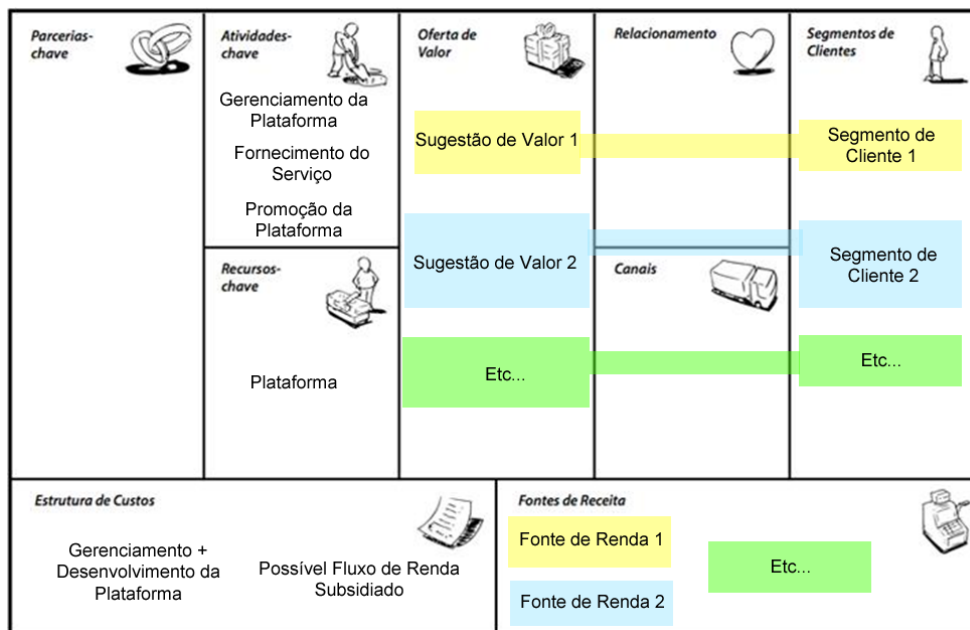 Parcerias-
chave
Atividades-
chave
Gerenciamento da
Plataforma
Fornecimento do
Serviço
Promoção da
Plataforma
Recursos-
chave
Plataforma
Oferta de
Valor
Sugestão de Valor 1
Sugestão de Valor 2
Etc...
Relacionamento
Canais
Segmentos de
Clientes
Segmento de
Cliente 1
Segmento de
Cliente 2
Etc...
Estrutura de Custos
Gerenciamento +
Desenvolvimento da
Plataforma
Possível Fluxo de Renda
Subsidiado
Fontes de Receita
Fonte de Renda 1
Fonte de Renda 2
Etc...